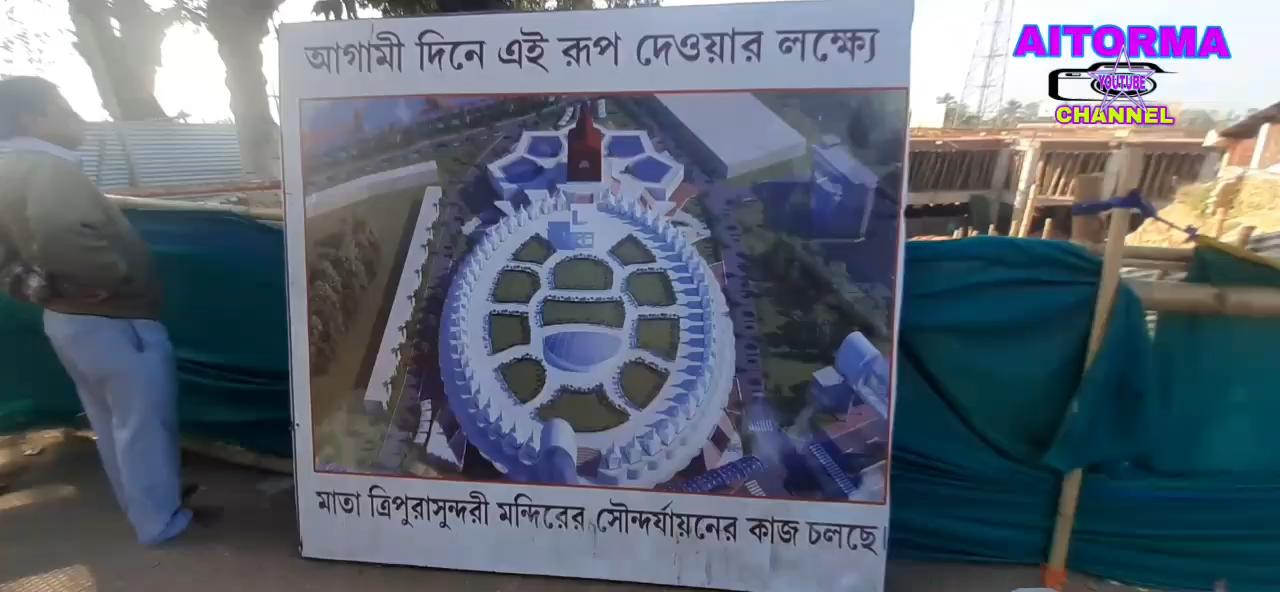 আগামী দিনে এই রূপ দেওয়ার লক্ষ্যে
AITORMA
YOUTUBE
CHANNEL
মাতা ত্রিপুরাসুন্দরী মন্দিরের সৌন্দর্যায়নের কাজ চলছে।